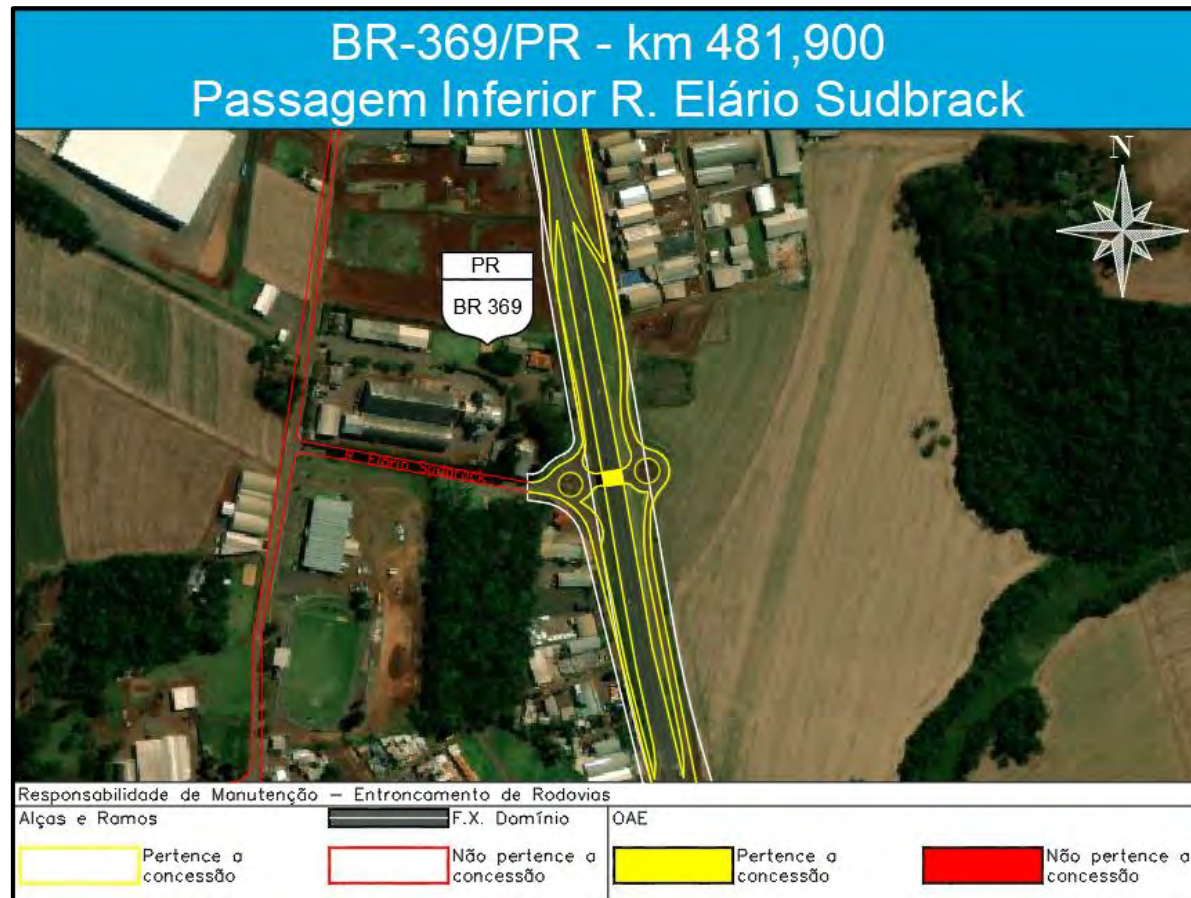 BR-369/PR - km 481,900
Passagem Inferior R. Elário Sudbrack
N
PR
BR 369
R. Elário Sudbrack
Responsabilidade de Manutenção – Entroncamento de Rodovias
Alças e Ramos
F.X. Domínio
OAE
Pertence a
concessão
Não pertence a
concessão
Pertence a
concessão
Não pertence a
concessão